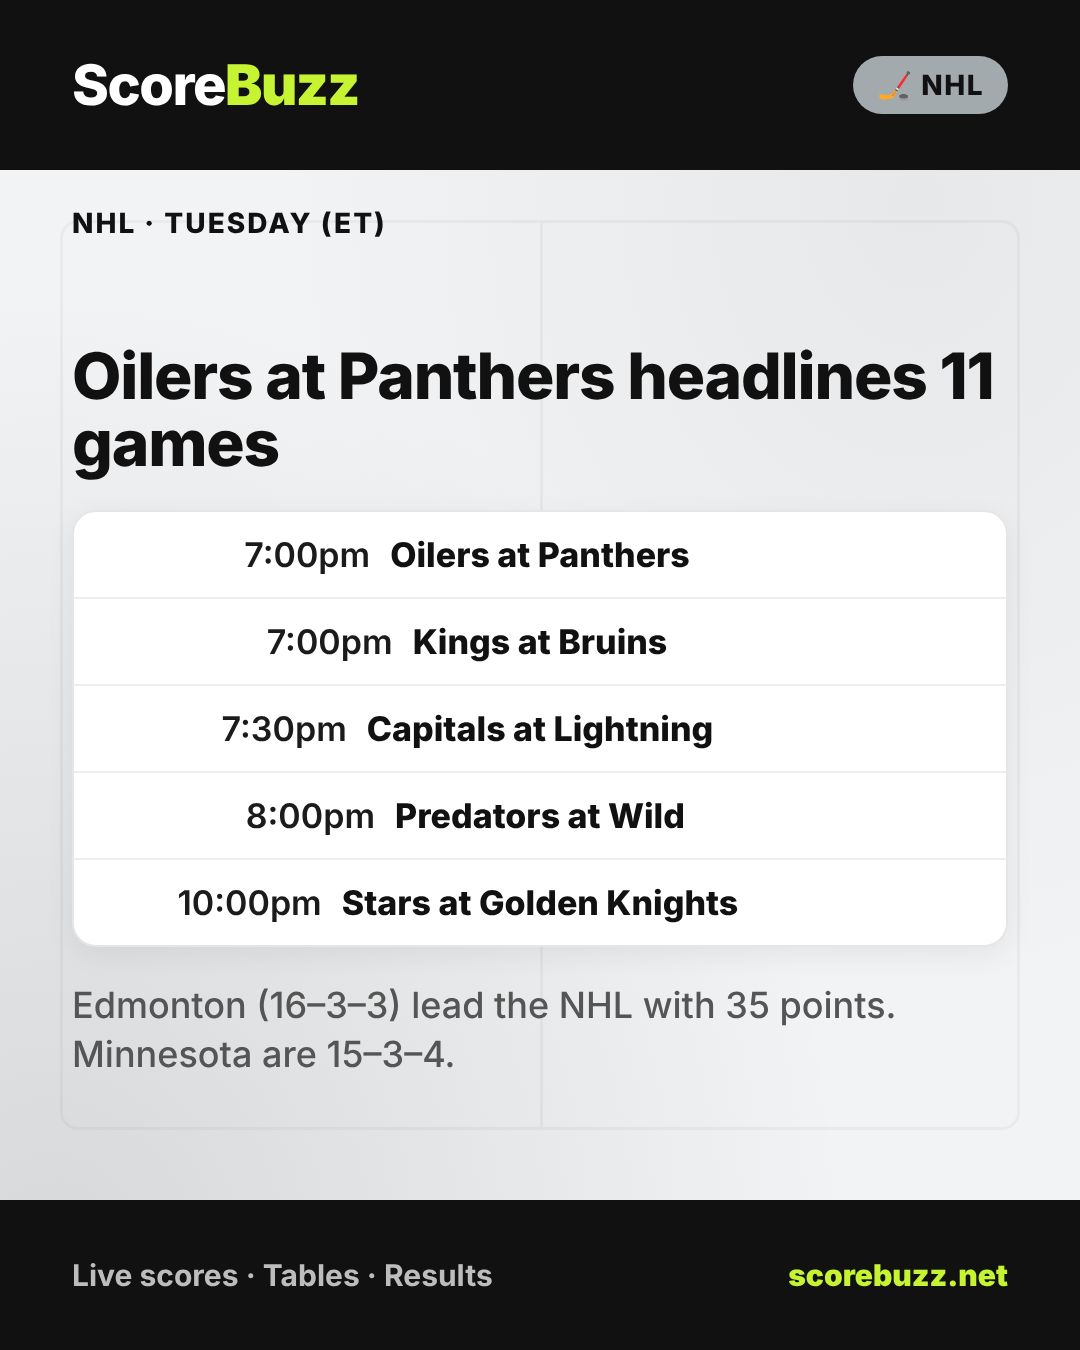 ScoreBuzz
NHL
NHL · TUESDAY (ET)
Oilers at Panthers headlines 11
games
7:00pm Oilers at Panthers
7:00pm Kings at Bruins
7:30pm Capitals at Lightning
8:00pm Predators at Wild
10:00pm Stars at Golden Knights
Edmonton (16–3–3) lead the NHL with 35 points.
Minnesota are 15–3–4.
Live scores · Tables · Results
scorebuzz.net